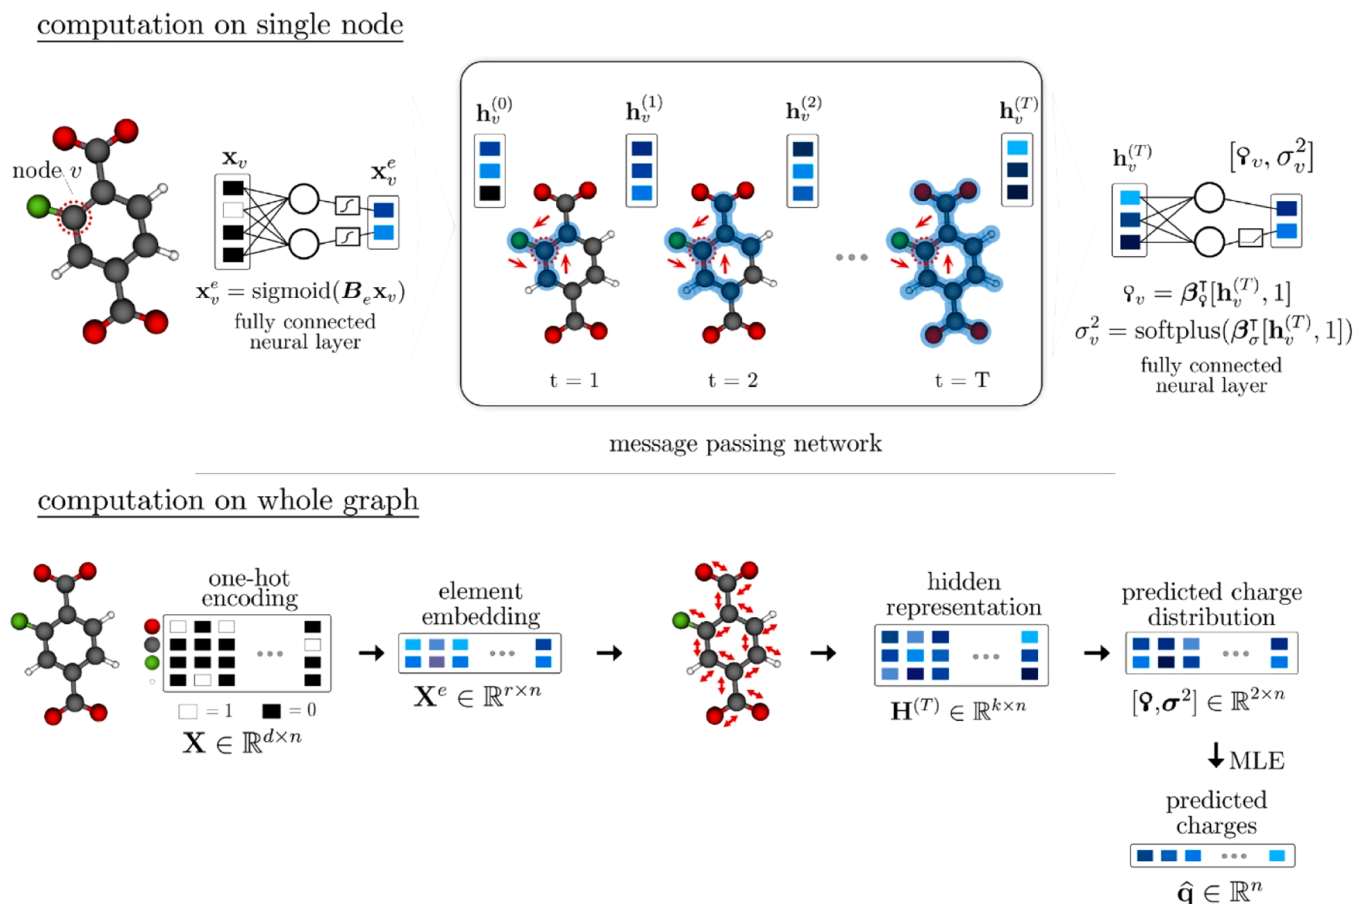 computation on single node
node v
x_v
x_v^e
x_v^e = sigmoid(B_e x_v)
fully connected
neural layer
h_v^(0)
h_v^(1)
h_v^(2)
h_v^(T)
t = 1
t = 2
t = T
message passing network
h_v^(T)
[ϙ_v, σ_v^2]
ϙ_v = β_ϙ^T[h_v^(T), 1]
σ_v^2 = softplus(β_σ^T[h_v^(T), 1])
fully connected
neural layer
computation on whole graph
one-hot
encoding
= 1
= 0
X ∈ ℝ^{d×n}
element
embedding
X^e ∈ ℝ^{r×n}
hidden
representation
H^(T) ∈ ℝ^{k×n}
predicted charge
distribution
[ϙ,σ^2] ∈ ℝ^{2×n}
MLE
predicted
charges
q̂ ∈ ℝ^n